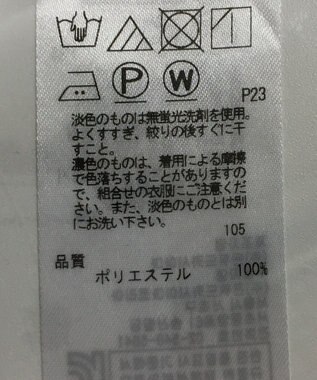 P
W
P23
淡色のものは無蛍光洗剤を使用。
よくすすぎ、絞りの後すぐに干
すこと。
濃色のものは、着用による摩擦
で色落ちすることがありますの
で、組合せの衣服にご注意くだ
さい。また、淡色のものとは別
にお洗い下さい。
105
品質
ポリエステル 100%